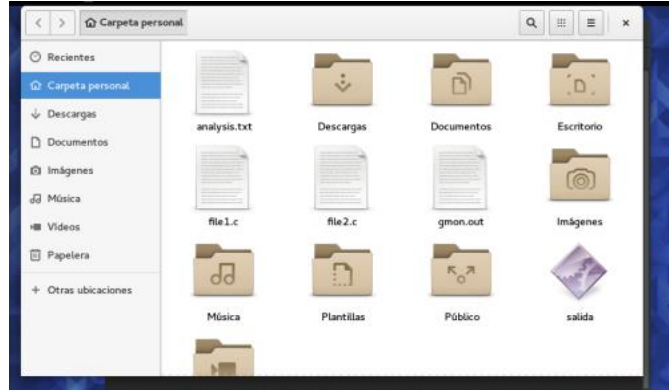 Carpeta personal
Recientes
Carpeta personal
Descargas
Documentos
Imágenes
Música
Vídeos
Papelera
+ Otras ubicaciones
analysis.txt
Descargas
Documentos
Escritorio
file1.c
file2.c
gmon.out
Imágenes
Música
Plantillas
Público
salida